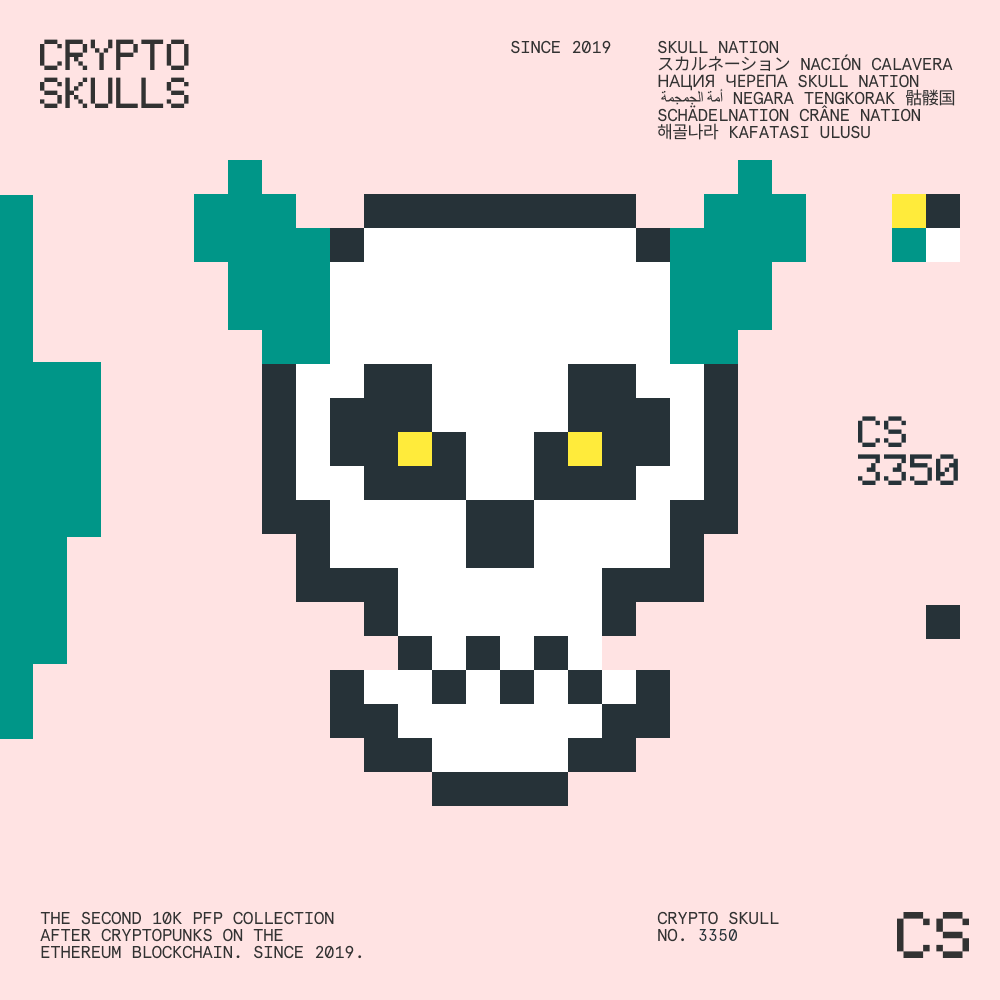 CRYPTO
SKULLS
SINCE 2019
SKULL NATION
スカルネーション NACIÓN CALAVERA
НАЦИЯ ЧЕРЕПА SKULL NATION
أمة الجمجمة NEGARA TENGKORAK 骷髅国
SCHÄDELNATION CRÂNE NATION
해골나라 KAFATASI ULUSU
CS
3350
THE SECOND 10K PFP COLLECTION
AFTER CRYPTOPUNKS ON THE
ETHEREUM BLOCKCHAIN. SINCE 2019.
CRYPTO SKULL
NO. 3350
CS